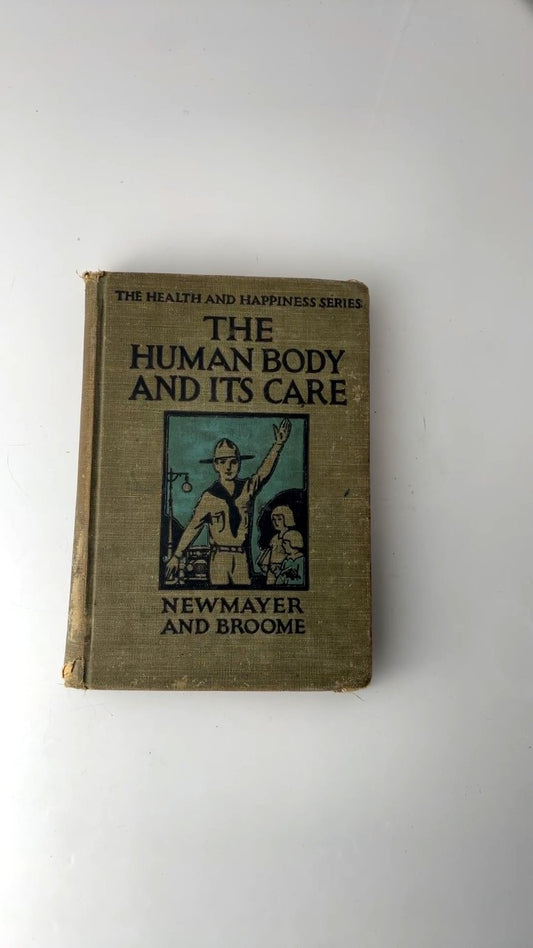 THE HEALTH AND HAPPINESS SERIES
THE
HUMAN BODY
AND ITS CARE
NEWMAYER
AND BROOME